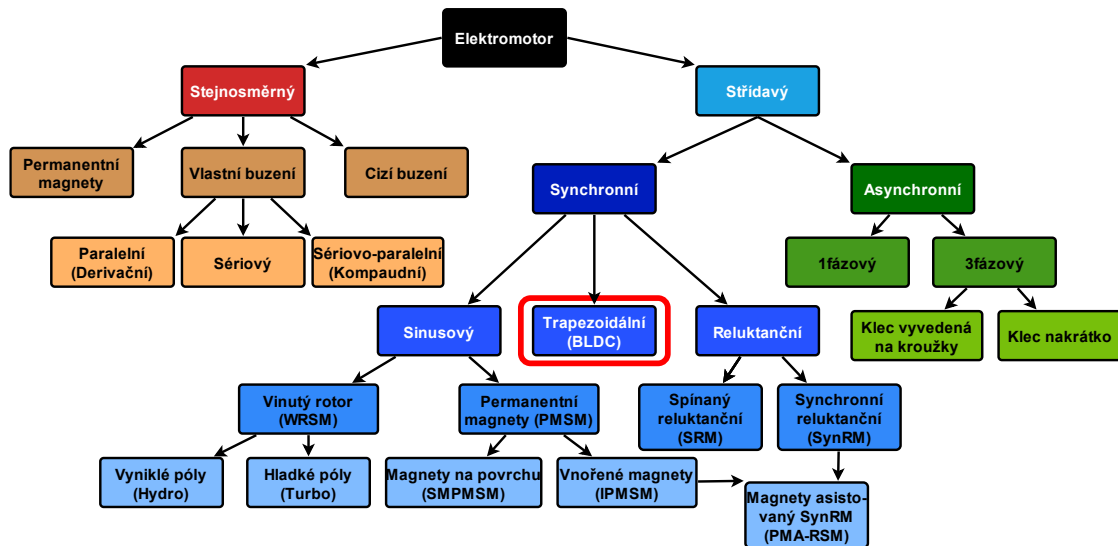 Elektromotor
Stejnosměrný
Střídavý
Permanentní
magnety
Vlastní buzení
Cizí buzení
Synchronní
Asynchronní
Paralelní
(Derivační)
Sériový
Sériovo-paralelní
(Kompaudní)
1fázový
3fázový
Sinusový
Trapezoidální
(BLDC)
Reluktanční
Klec vyvedená
na kroužky
Klec nakrátko
Vinutý rotor
(WRSM)
Permanentní
magnety (PMSM)
Spínaný
reluktanční
(SRM)
Synchronní
reluktanční
(SynRM)
Vyniklé póly
(Hydro)
Hladké póly
(Turbo)
Magnety na povrchu
(SMPMSM)
Vnořené magnety
(IPMSM)
Magnety asisto-
vaný SynRM
(PMA-RSM)